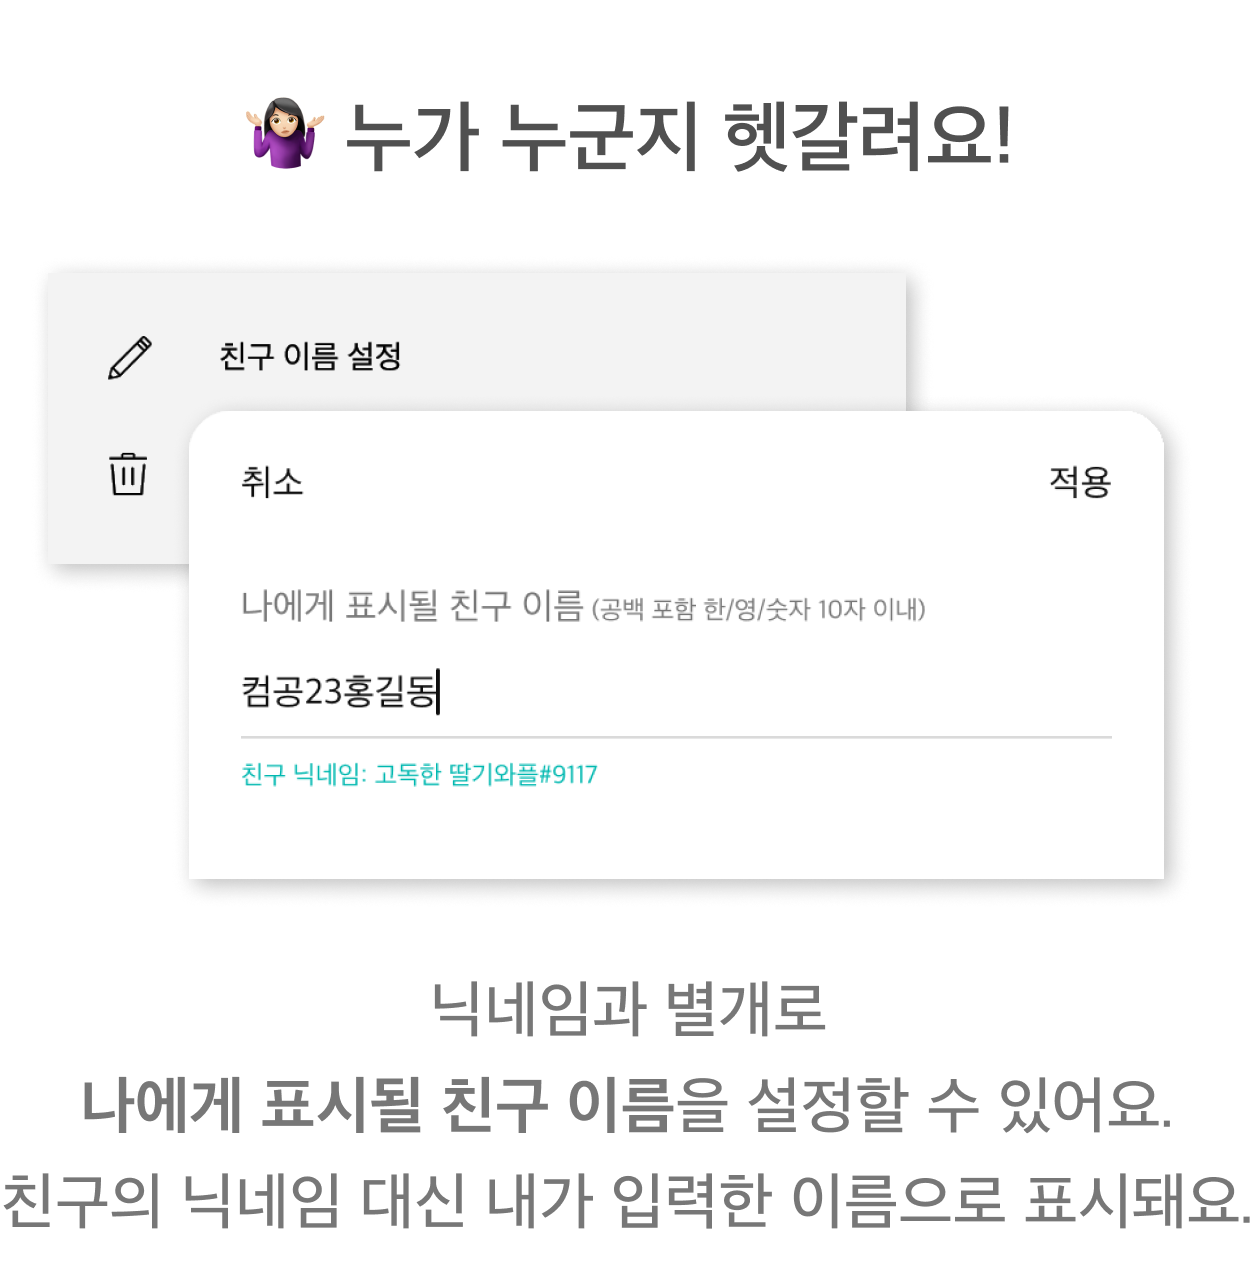 🤷🏻‍♀️ 누가 누군지 헷갈려요!
친구 이름 설정
취소
적용
나에게 표시될 친구 이름 (공백 포함 한/영/숫자 10자 이내)
컴공23홍길동
친구 닉네임: 고독한 딸기와플#9117
닉네임과 별개로
나에게 표시될 친구 이름을 설정할 수 있어요.
친구의 닉네임 대신 내가 입력한 이름으로 표시돼요.